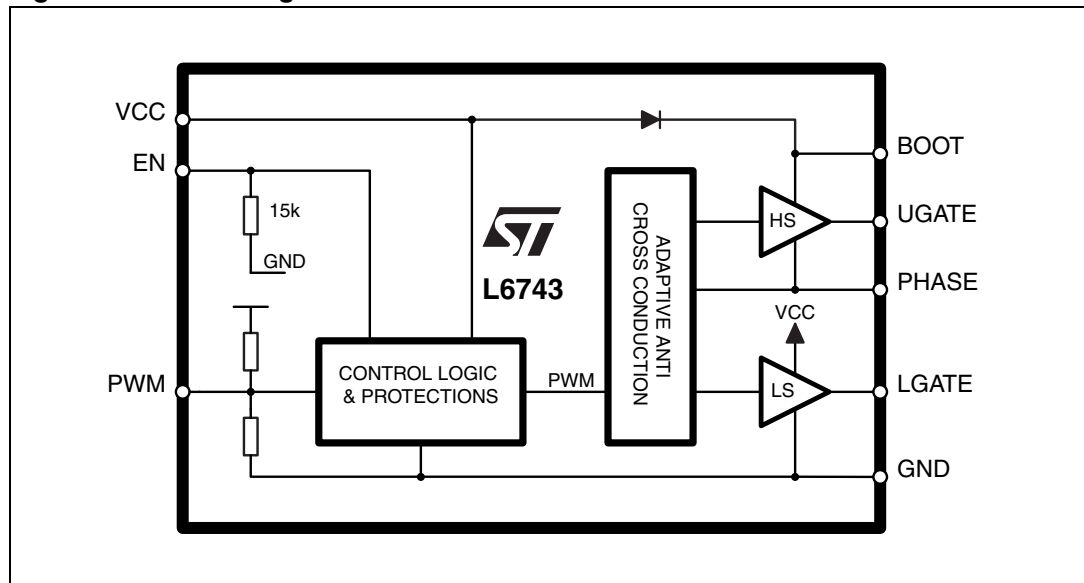 VCC
EN
15k
GND
PWM
ST
L6743
CONTROL LOGIC
& PROTECTIONS
PWM
ADAPTIVE ANTI
CROSS CONDUCTION
HS
VCC
LS
BOOT
UGATE
PHASE
LGATE
GND